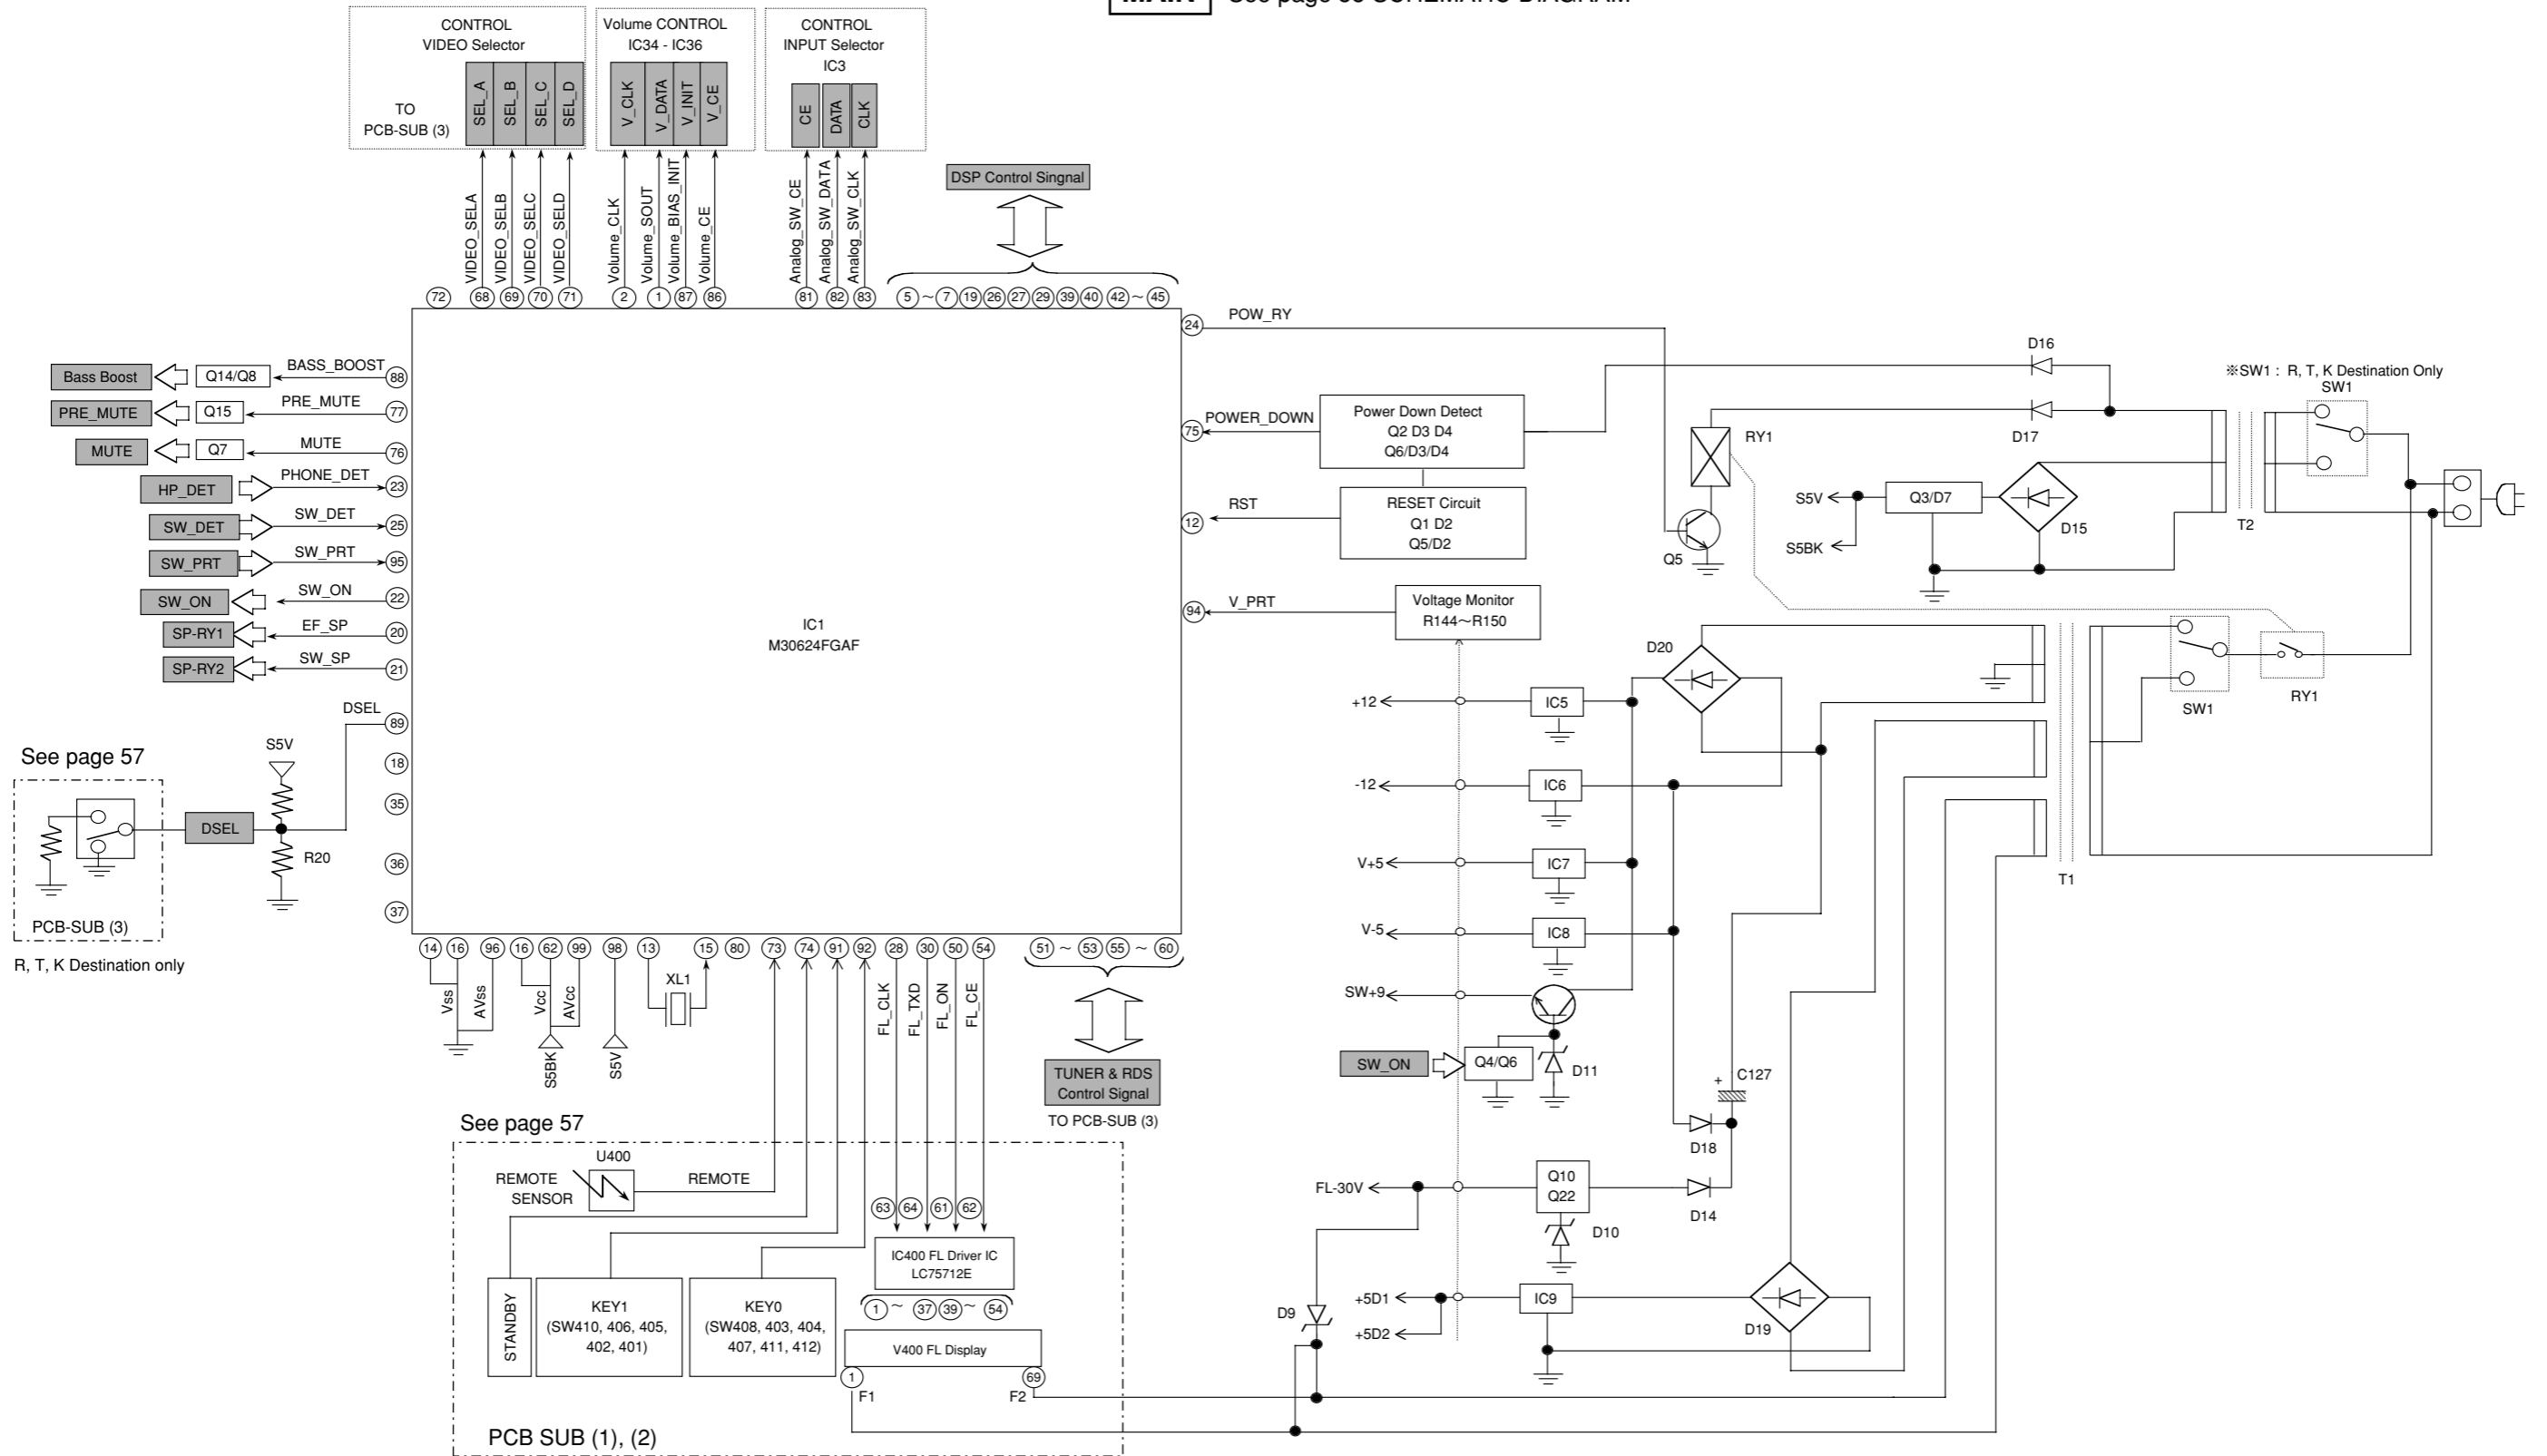 See page 56 SCHEMATIC DIAGRAM
CONTROL
VIDEO Selector
TO
PCB-SUB (3)
SEL_A
SEL_B
SEL_C
SEL_D
Volume CONTROL
IC34 - IC36
V_CLK
V_DATA
V_INIT
V_CE
CONTROL
INPUT Selector
IC3
CE
DATA
CLK
DSP Control Singnal
VIDEO_SELA
VIDEO_SELB
VIDEO_SELC
VIDEO_SELD
Volume_CLK
Volume_SOUT
Volume_BIAS_INIT
Volume_CE
Analog_SW_CE
Analog_SW_DATA
Analog_SW_CLK
72 68 69 70 71 2 1 87 86 81 82 83 5 ~ 7 19 26 27 29 39 40 42 ~ 45
Bass Boost Q14/Q8 BASS_BOOST 88
PRE_MUTE Q15 PRE_MUTE 77
MUTE Q7 MUTE 76
HP_DET PHONE_DET 23
SW_DET SW_DET 25
SW_PRT SW_PRT 95
SW_ON SW_ON 22
SP-RY1 EF_SP 20
SP-RY2 SW_SP 21
DSEL 89
18
35
36
37
IC1
M30624FGAF
See page 57
S5V
DSEL
R20
PCB-SUB (3)
R, T, K Destination only
24 POW_RY
75 POWER_DOWN
Power Down Detect
Q2 D3 D4
Q6/D3/D4
12 RST
RESET Circuit
Q1 D2
Q5/D2
94 V_PRT
Voltage Monitor
R144～R150
D16
D17
RY1
Q5
S5V
S5BK
Q3/D7
D15
T2
※SW1 : R, T, K Destination Only
SW1
D20
SW1
RY1
T1
+12 IC5
-12 IC6
V+5 IC7
V-5 IC8
SW+9
SW_ON Q4/Q6 D11
+ C127
D18
FL-30V
Q10
Q22
D14
D10
D9
+5D1 IC9
+5D2
D19
14 16 96 16 62 99 98 13 15 80 73 74 91 92 28 30 50 54 51 ~ 53 55 ~ 60
Vss
AVss
Vcc
AVcc
S5BK
S5V
XL1
FL_CLK
FL_TXD
FL_ON
FL_CE
TUNER & RDS
Control Signal
TO PCB-SUB (3)
See page 57
U400
REMOTE
SENSOR
REMOTE
63 64 61 62
IC400 FL Driver IC
LC75712E
1 ~ 37 39 ~ 54
STANDBY
KEY1
(SW410, 406, 405,
402, 401)
KEY0
(SW408, 403, 404,
407, 411, 412)
V400 FL Display
1 69
F1 F2
PCB SUB (1), (2)